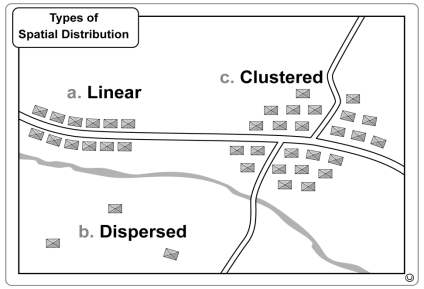 Types of
Spatial Distribution
c. Clustered
a. Linear
b. Dispersed